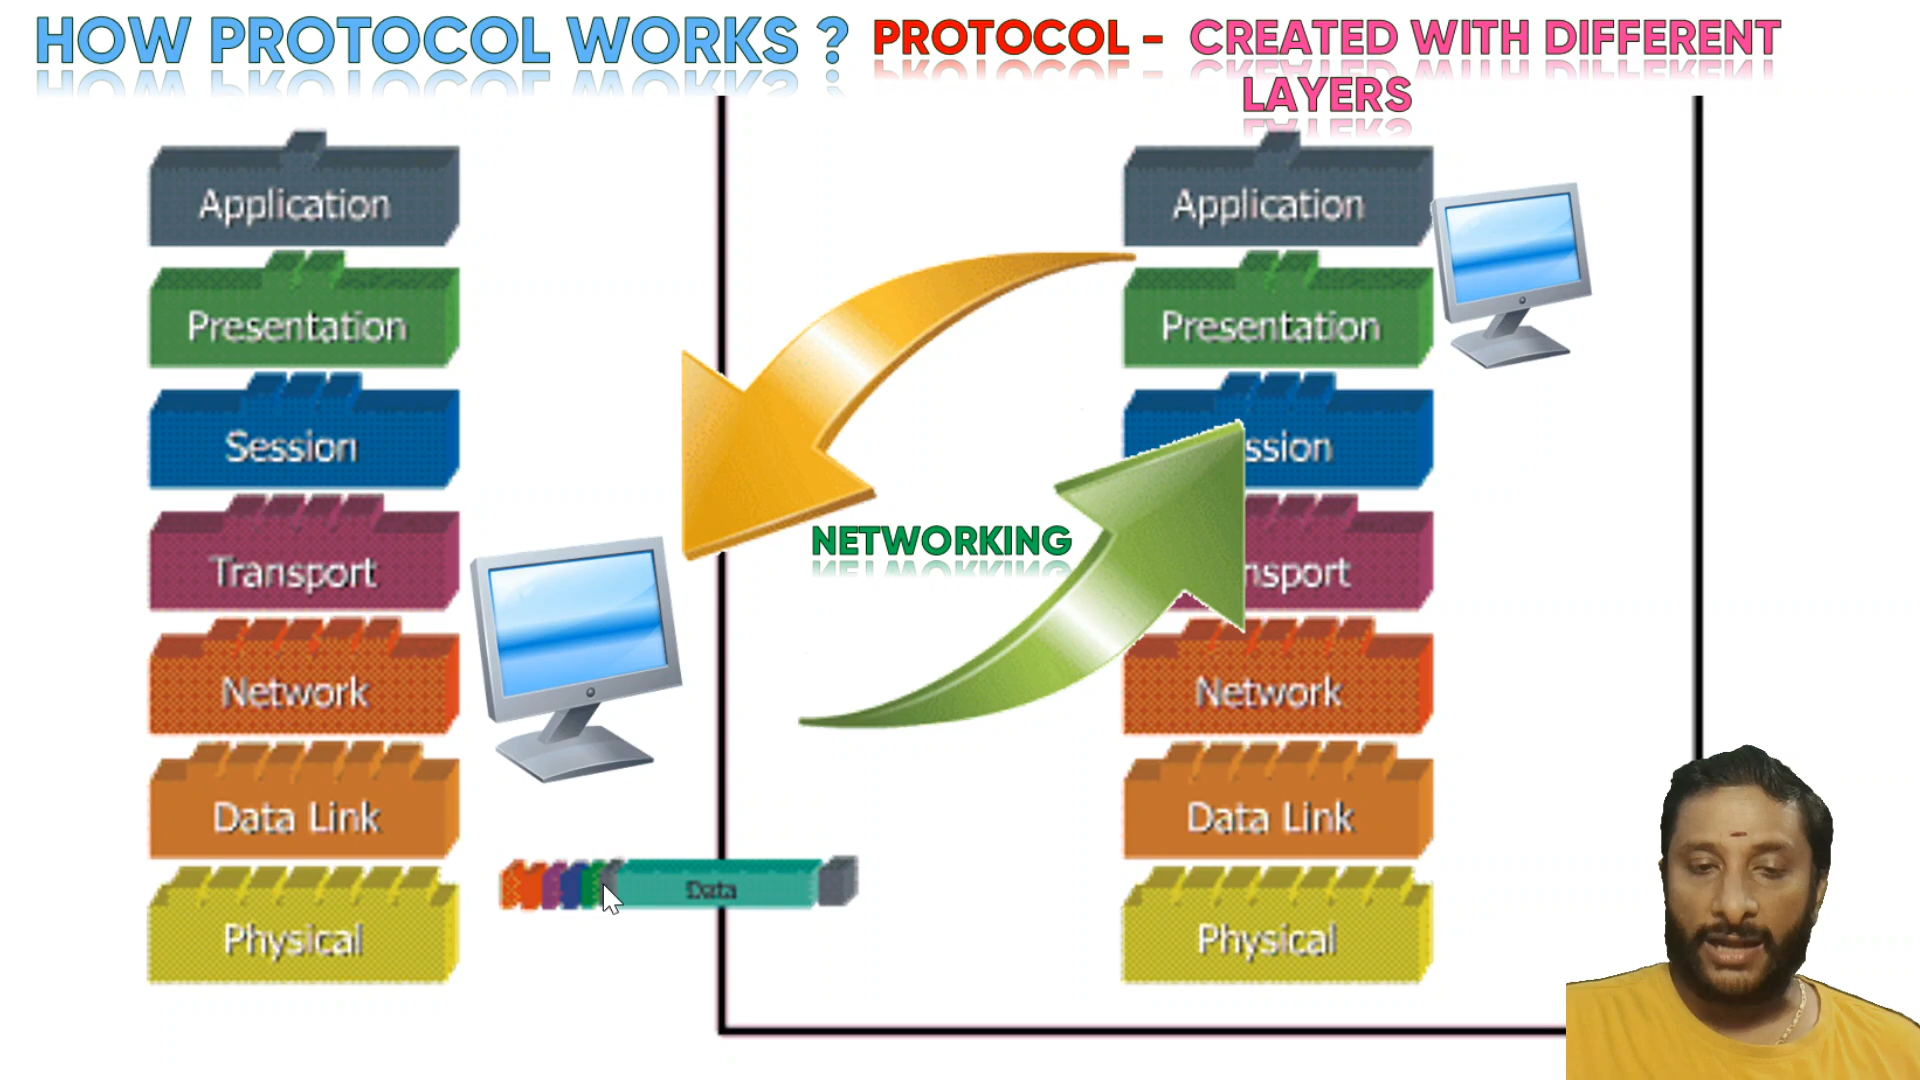 HOW PROTOCOL WORKS ?
PROTOCOL - CREATED WITH DIFFERENT
LAYERS
Application
Presentation
Session
Transport
Network
Data Link
Physical
Data
NETWORKING
Application
Presentation
ssion
nsport
Network
Data Link
Physical